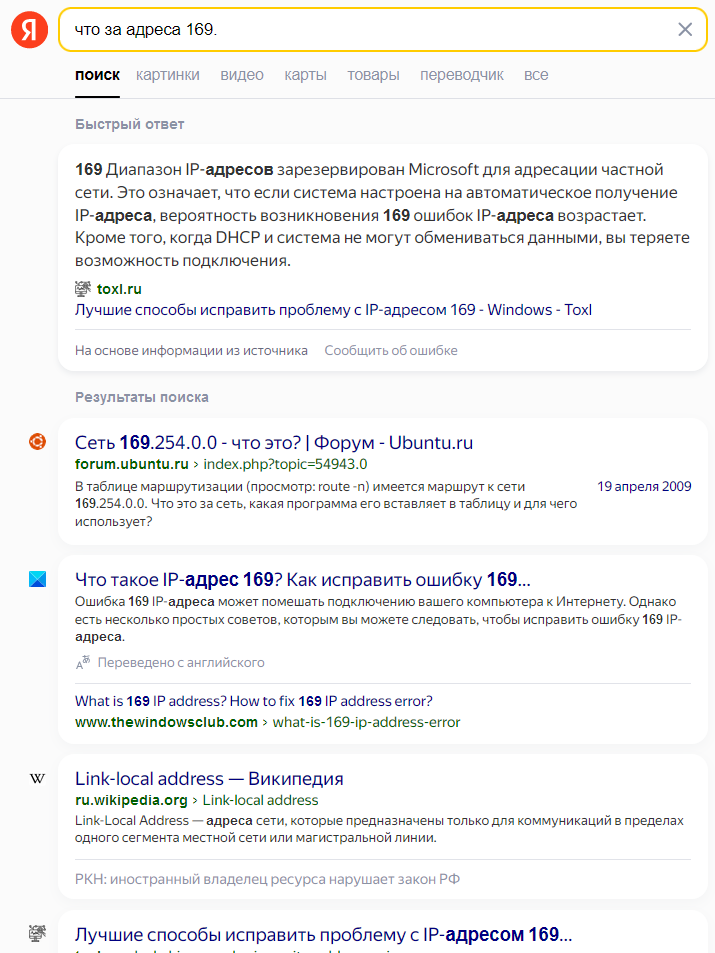 Я
что за адреса 169.
поиск картинки видео карты товары переводчик все
Быстрый ответ
169 Диапазон IP-адресов зарезервирован Microsoft для адресации частной
сети. Это означает, что если система настроена на автоматическое получение
IP-адреса, вероятность возникновения 169 ошибок IP-адреса возрастает.
Кроме того, когда DHCP и система не могут обмениваться данными, вы теряете
возможность подключения.
toxl.ru
Лучшие способы исправить проблему с IP-адресом 169 - Windows - Toxl
На основе информации из источника Сообщить об ошибке
Результаты поиска
Сеть 169.254.0.0 - что это? | Форум - Ubuntu.ru
forum.ubuntu.ru › index.php?topic=54943.0
В таблице маршрутизации (просмотр: route -n) имеется маршрут к сети
169.254.0.0. Что это за сеть, какая программа его вставляет в таблицу и для чего
использует?
19 апреля 2009
Что такое IP-адрес 169? Как исправить ошибку 169...
Ошибка 169 IP-адреса может помешать подключению вашего компьютера к Интернету. Однако
есть несколько простых советов, которым вы можете следовать, чтобы исправить ошибку 169 IP-
адреса.
Переведено с английского
What is 169 IP address? How to fix 169 IP address error?
www.thewindowsclub.com › what-is-169-ip-address-error
W
Link-local address — Википедия
ru.wikipedia.org › Link-local address
Link-Local Address — адреса сети, которые предназначены только для коммуникаций в пределах
одного сегмента местной сети или магистральной линии.
РКН: иностранный владелец ресурса нарушает закон РФ
Лучшие способы исправить проблему с IP-адресом 169...